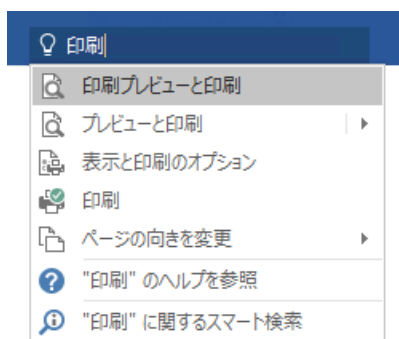 印刷
印刷プレビューと印刷
プレビューと印刷
表示と印刷のオプション
印刷
ページの向きを変更
"印刷" のヘルプを参照
"印刷" に関するスマート検索